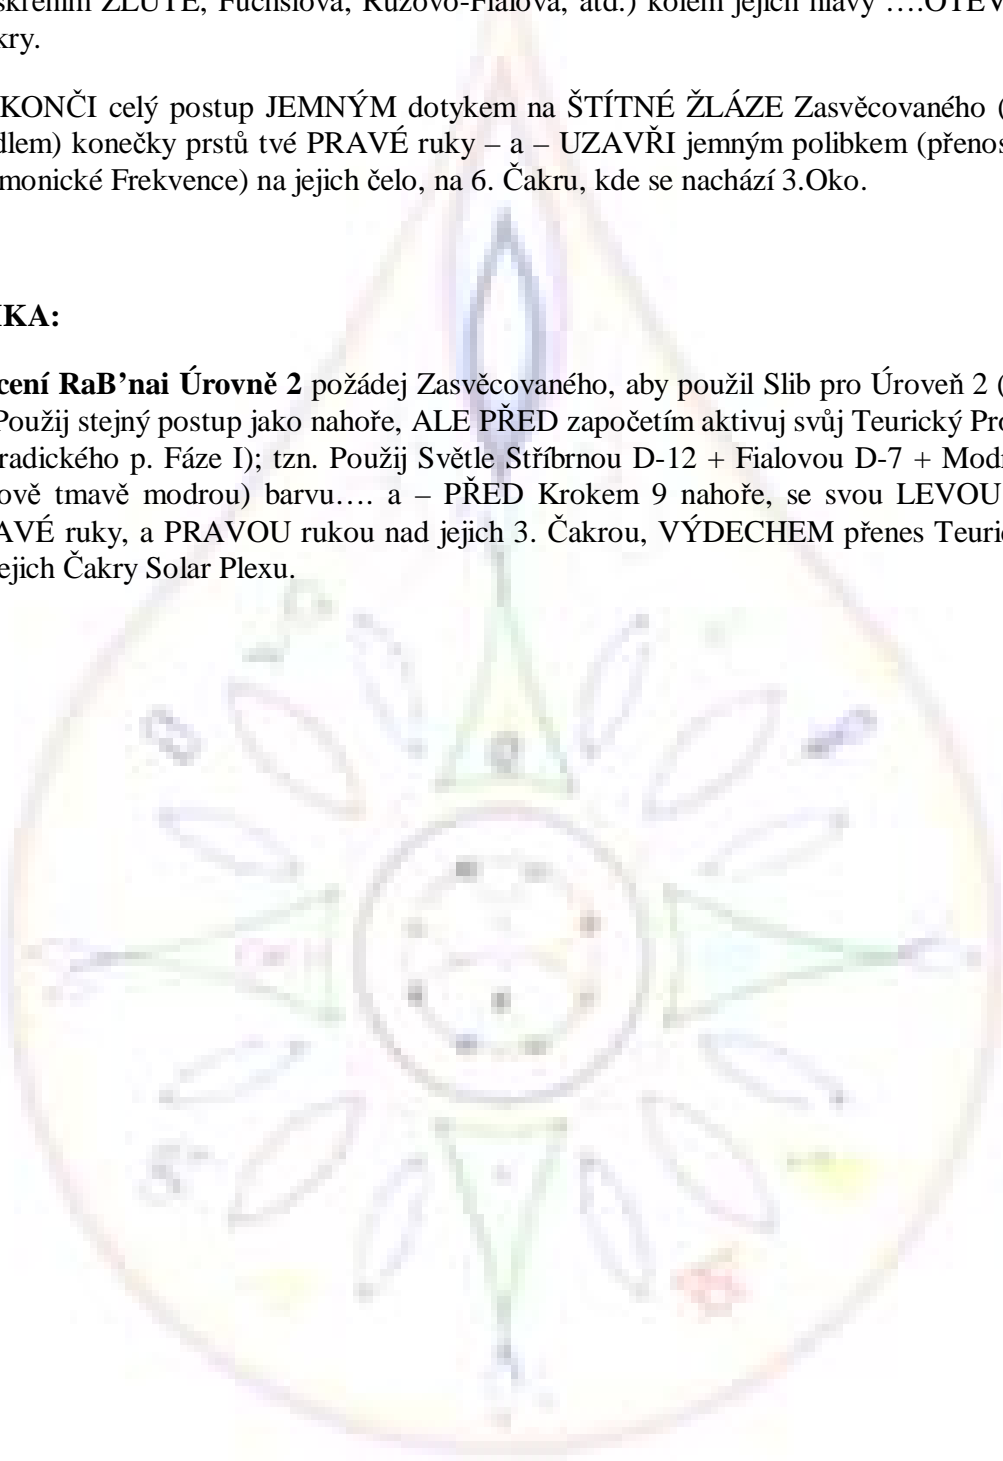 skřením ŽLUTÉ, Fuchsiová, Růžovo-Fialová, atd.) kolem jejich hlavy ….OTEV
kry.
KONČI celý postup JEMNÝM dotykem na ŠTÍTNÉ ŽLÁZE Zasvěcovaného (
dlem) konečky prstů tvé PRAVÉ ruky – a – UZAVŘI jemným polibkem (přenos
monické Frekvence) na jejich čelo, na 6. Čakru, kde se nachází 3.Oko.
IKA:
cení RaB’nai Úrovně 2 požádej Zasvěcovaného, aby použil Slib pro Úroveň 2 (
Použij stejný postup jako nahoře, ALE PŘED započetím aktivuj svůj Teurický Pro
radického p. Fáze I); tzn. Použij Světle Stříbrnou D-12 + Fialovou D-7 + Modr
ově tmavě modrou) barvu…. a – PŘED Krokem 9 nahoře, se svou LEVOU
AVÉ ruky, a PRAVOU rukou nad jejich 3. Čakrou, VÝDECHEM přenes Teuric
ejich Čakry Solar Plexu.